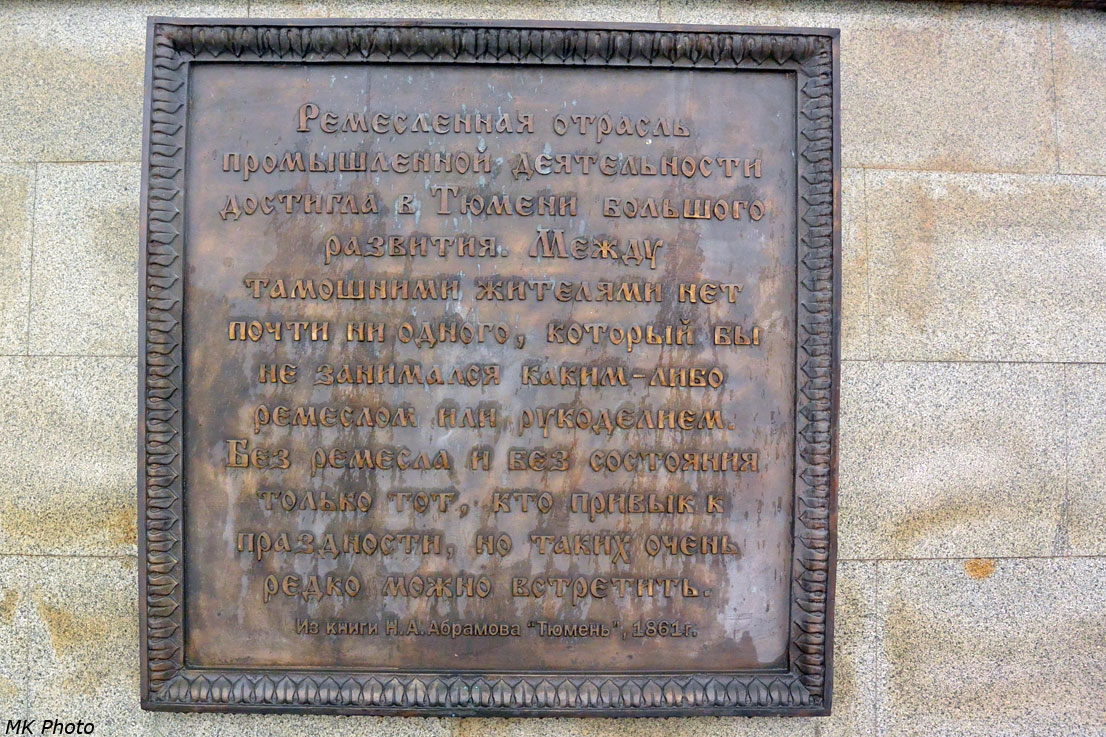 Ремесленная отрасль
промышленной деятельности
достигла в Тюмени большого
развития. Между
тамошними жителями нет
почти ни одного, который бы
не занимался каким-либо
ремеслом или рукоделием.
Без ремесла и без состояния
только тот, кто привык к
праздности, но таких очень
редко можно встретить.
Из книги Н.А.Абрамова "Тюмень", 1861г.
MK Photo